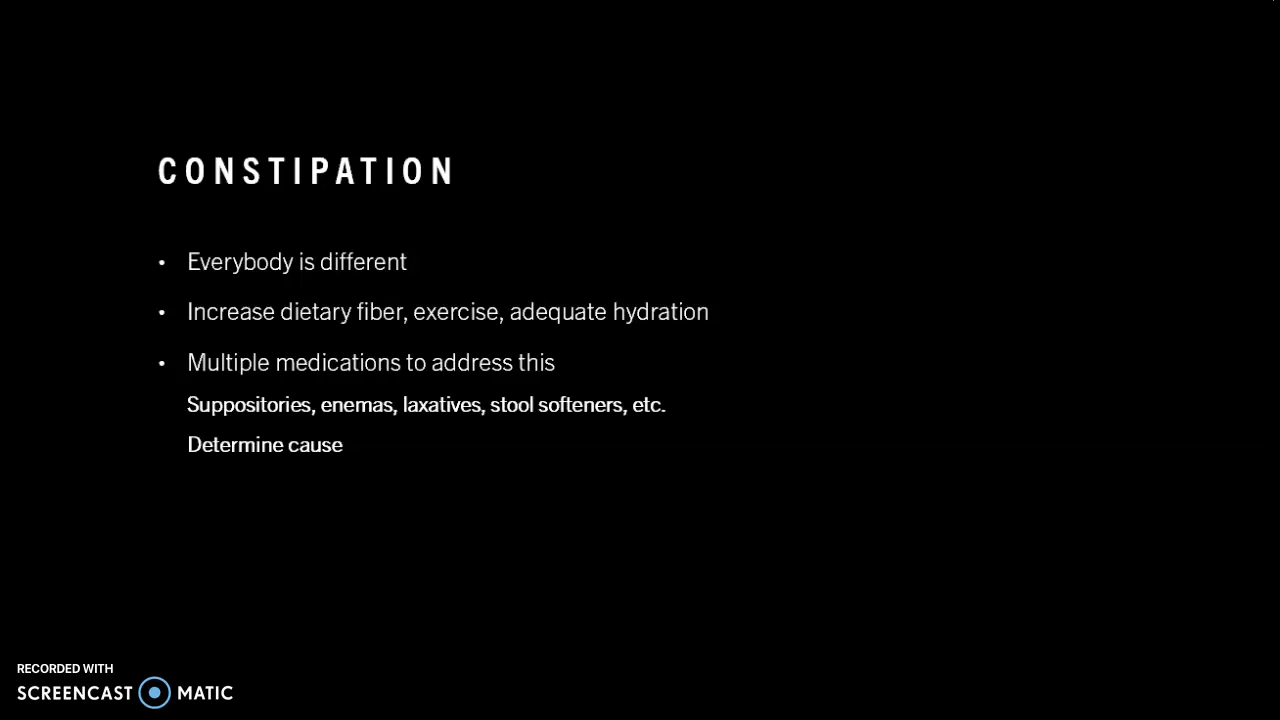 CONSTIPATION
• Everybody is different
• Increase dietary fiber, exercise, adequate hydration
• Multiple medications to address this
Suppositories, enemas, laxatives, stool softeners, etc.
Determine cause
RECORDED WITH
SCREENCAST MATIC